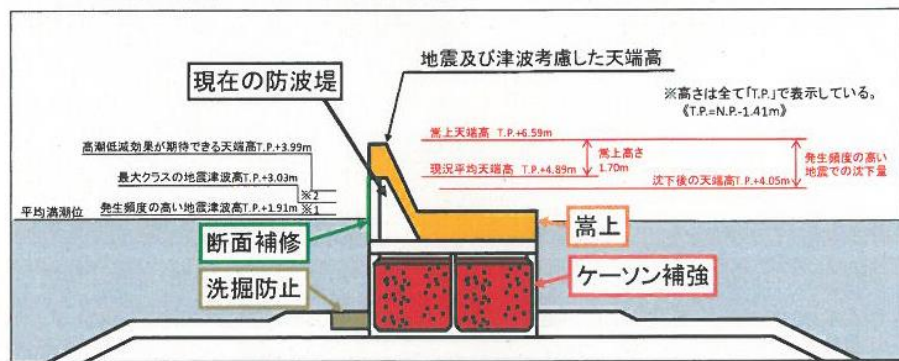 地震及び津波考慮した天端高
現在の防波堤
※高さは全て「T.P.」で表示している。
《T.P.=N.P.-1.41m》
嵩上天端高 T.P.+6.59m
高潮低減効果が期待できる天端高T.P.+3.99m
嵩上高さ
1.70m
発生頻度の高い
地震での沈下量
現況平均天端高 T.P.+4.89m
沈下後の天端高T.P.+4.05m
最大クラスの地震津波高T.P.+3.03m
※2
発生頻度の高い地震津波高T.P.+1.91m
※1
平均満潮位
断面補修
嵩上
洗掘防止
ケーソン補強